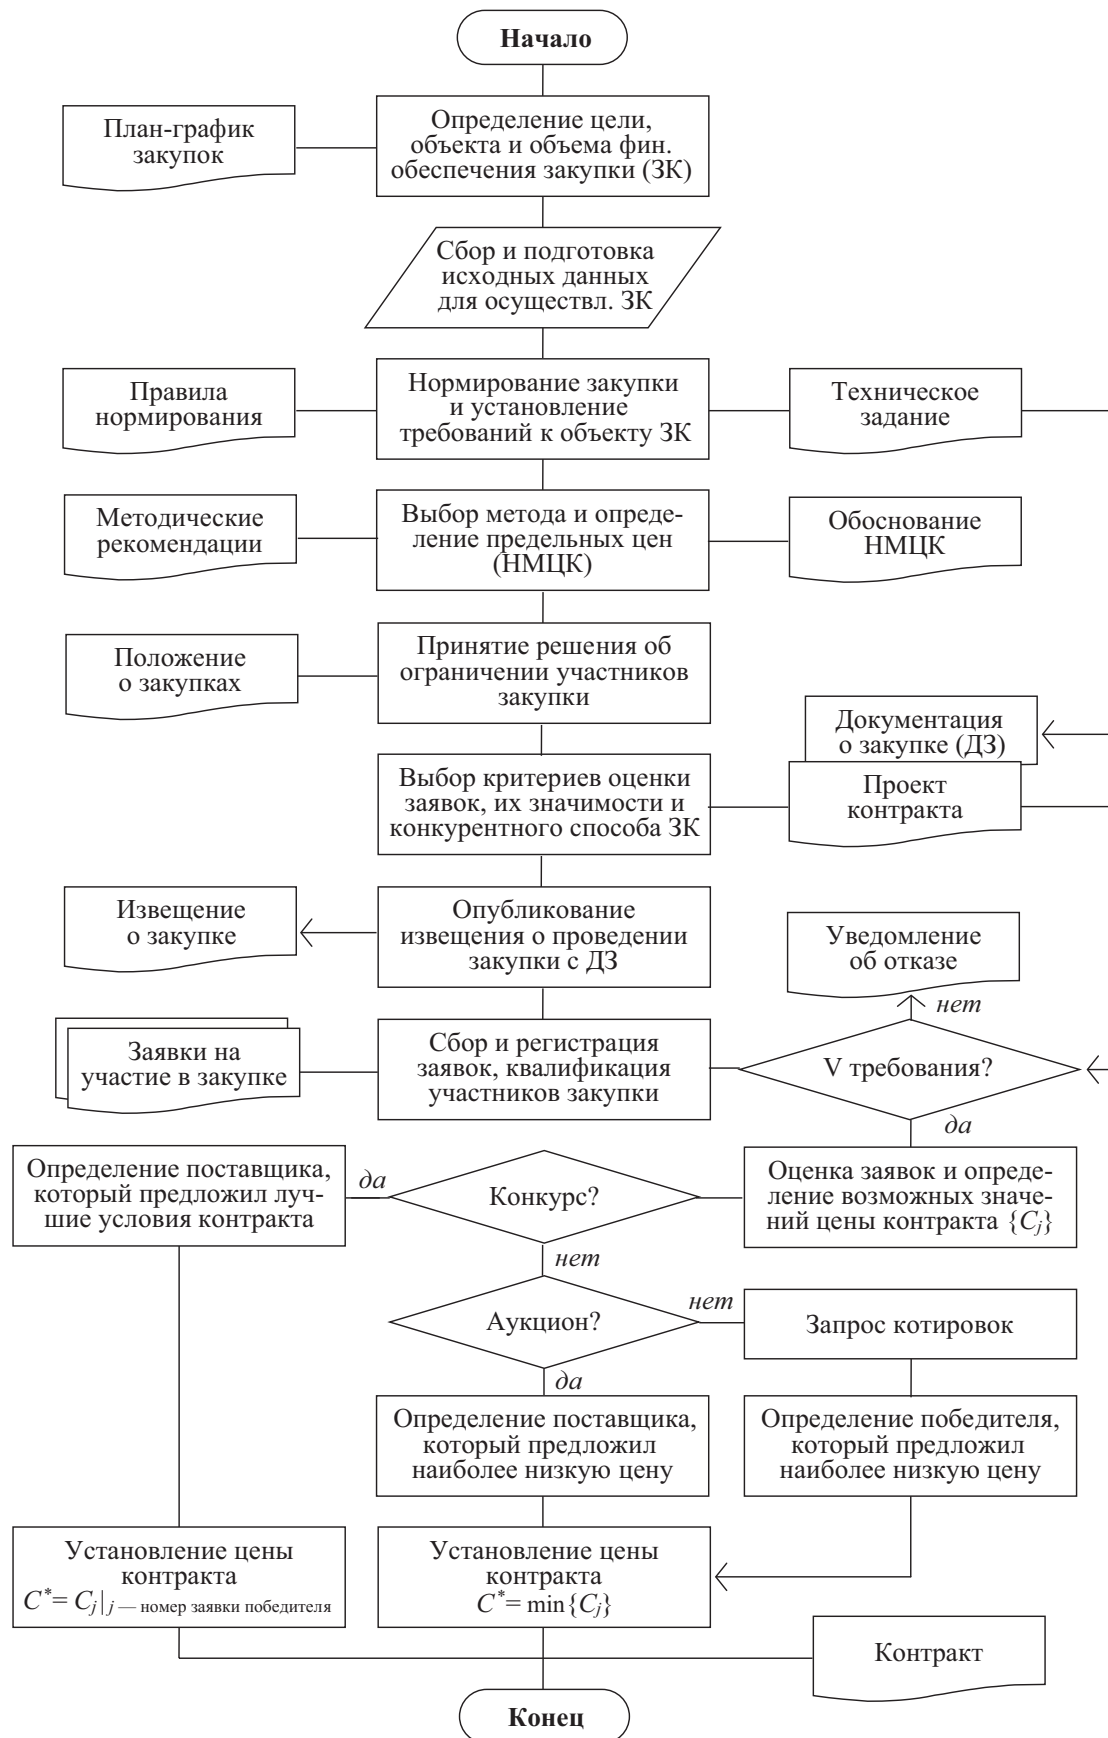 Начало
План-график
закупок
Определение цели,
объекта и объема фин.
обеспечения закупки (ЗК)
Сбор и подготовка
исходных данных
для осуществл. ЗК
Правила
нормирования
Нормирование закупки
и установление
требований к объекту ЗК
Техническое
задание
Методические
рекомендации
Выбор метода и опреде-
ление предельных цен
(НМЦК)
Обоснование
НМЦК
Положение
о закупках
Принятие решения об
ограничении участников
закупки
Документация
о закупке (ДЗ)
Выбор критериев оценки
заявок, их значимости и
конкурентного способа ЗК
Проект
контракта
Извещение
о закупке
Опубликование
извещения о проведении
закупки с ДЗ
Уведомление
об отказе
нет
Заявки на
участие в закупке
Сбор и регистрация
заявок, квалификация
участников закупки
V требования?
да
Определение поставщика,
который предложил луч-
шие условия контракта
да
Конкурс?
Оценка заявок и опреде-
ление возможных значе-
ний цены контракта {Cj}
нет
Аукцион?
нет
Запрос котировок
да
Определение поставщика,
который предложил
наиболее низкую цену
Определение победителя,
который предложил
наиболее низкую цену
Установление цены
контракта
C*= Cj|j — номер заявки победителя
Установление цены
контракта
C*= min{Cj}
Контракт
Конец